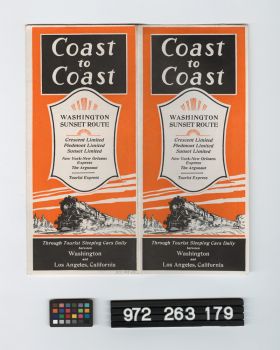 Coast
to
Coast
WASHINGTON
SUNSET ROUTE
Crescent Limited
Piedmont Limited
Sunset Limited
New York-New Orleans
Express
The Argonaut
Tourist Express
Through Tourist Sleeping Cars Daily
between
Washington
and
Los Angeles, California
Coast
to
Coast
WASHINGTON
SUNSET ROUTE
Crescent Limited
Piedmont Limited
Sunset Limited
New York-New Orleans
Express
The Argonaut
Tourist Express
Through Tourist Sleeping Cars Daily
between
Washington
and
Los Angeles, California
972 263 179